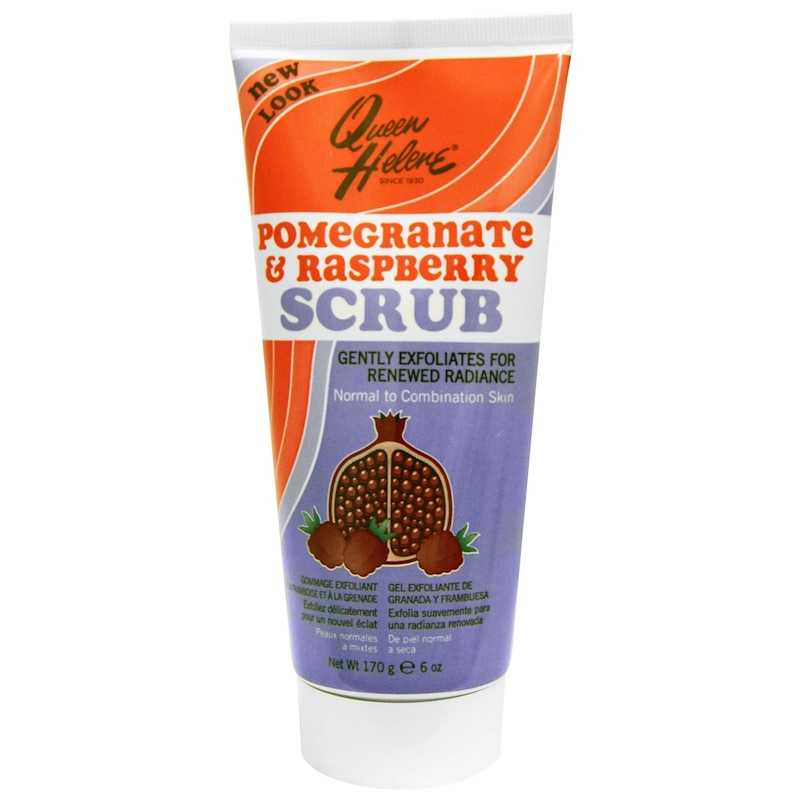 new
LOOK
Queen
Helene®
SINCE 1930
POMEGRANATE
& RASPBERRY
SCRUB
GENTLY EXFOLIATES FOR
RENEWED RADIANCE
Normal to Combination Skin
GOMMAGE EXFOLIANT
FRAMBOISE ET À LA GRENADE
Exfoliez délicatement
pour un nouvel éclat
Peaux normales
à mixtes
GEL EXFOLIANTE DE
GRANADA Y FRAMBUESA
Exfolia suavemente para
una radianza renovada
De piel normal
a seca
Net Wt 170 g ℮ 6 oz